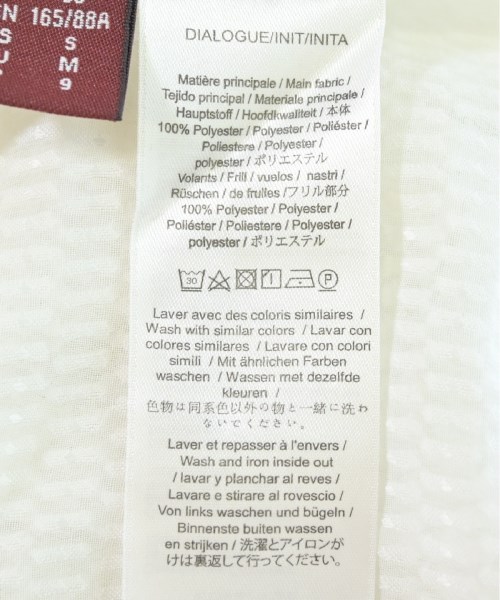 EN 165/88A
S S
U M
9
DIALOGUE/INIT/INITA
Matière principale / Main fabric /
Tejido principal / Materiale principale /
Hauptstoff / Hoofdkwaliteit / 本体
100% Polyester / Polyester / Poliéster /
Poliestere / Polyester /
polyester / ポリエステル
Volants / Frill / vuelos / nastri /
Rüschen / de frulles /フリル部分
100% Polyester / Polyester /
Poliéster / Poliestere / Polyester /
polyester / ポリエステル
30 1 P
Laver avec des coloris similaires /
Wash with similar colors / Lavar con
colores similares / Lavare con colori
simili / Mit ähnlichen Farben
waschen / Wassen met dezelfde
kleuren /
色物は同系色以外の物と一緒に洗わ
ないでください。
Laver et repasser à l'envers /
Wash and iron inside out
/ lavar y planchar al reves /
Lavare e stirare al rovescio /
Von links waschen und bügeln /
Binnenste buiten wassen
en strijken / 洗濯とアイロンが
けは裏返して行ってください。